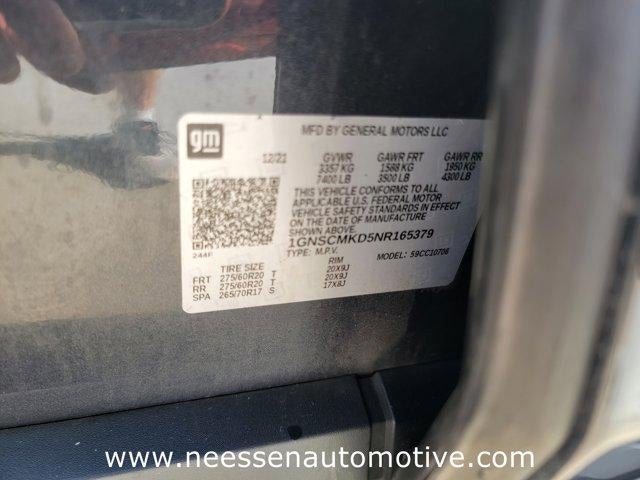 gm
MFD BY GENERAL MOTORS LLC
12/21 GVWR GAWR FRT GAWR RR
3357 KG 1588 KG 1950 KG
7400 LB 3500 LB 4300 LB
THIS VEHICLE CONFORMS TO ALL
APPLICABLE U.S. FEDERAL MOTOR
VEHICLE SAFETY STANDARDS IN EFFECT
ON THE DATE OF MANUFACTURE
SHOWN ABOVE.
1GNSCMKD5NR165379
TYPE: M.P.V. MODEL: 59CC10706
244F
TIRE SIZE RIM
FRT 275/60R20 T 20X9J
RR 275/60R20 T 20X9J
SPA 265/70R17 S 17X8J
www.neessenautomotive.com